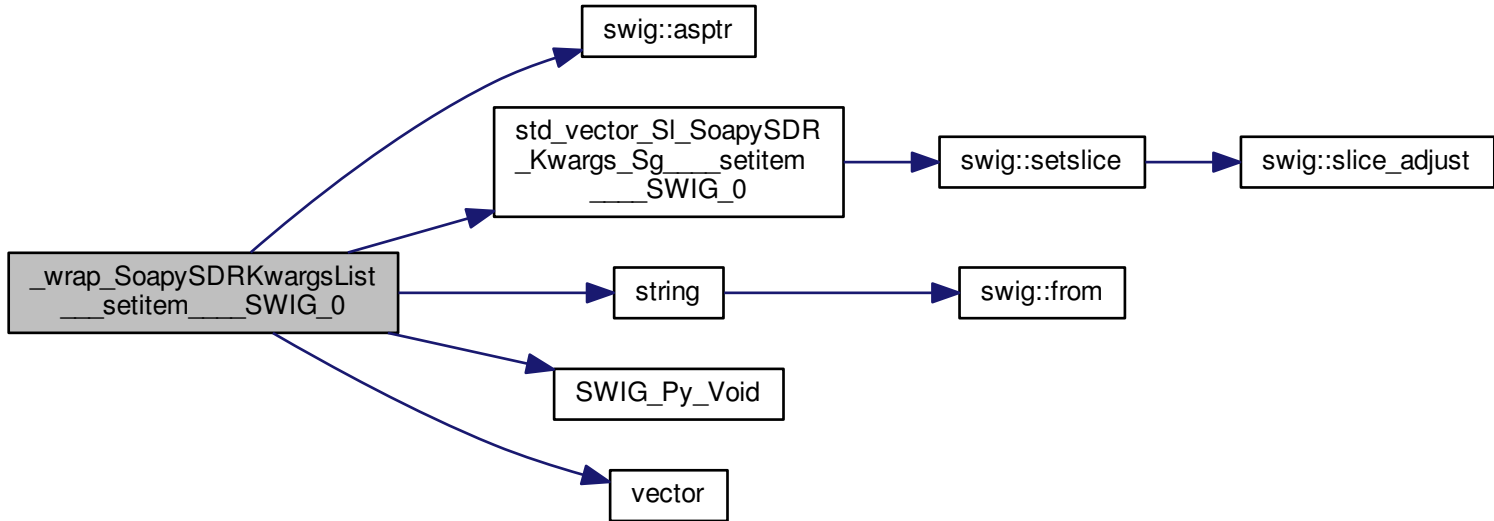 swig::asptr
std_vector_Sl_SoapySDR
_Kwargs_Sg____setitem
____SWIG_0
swig::setslice
swig::slice_adjust
_wrap_SoapySDRKwargsList
___setitem____SWIG_0
string
swig::from
SWIG_Py_Void
vector